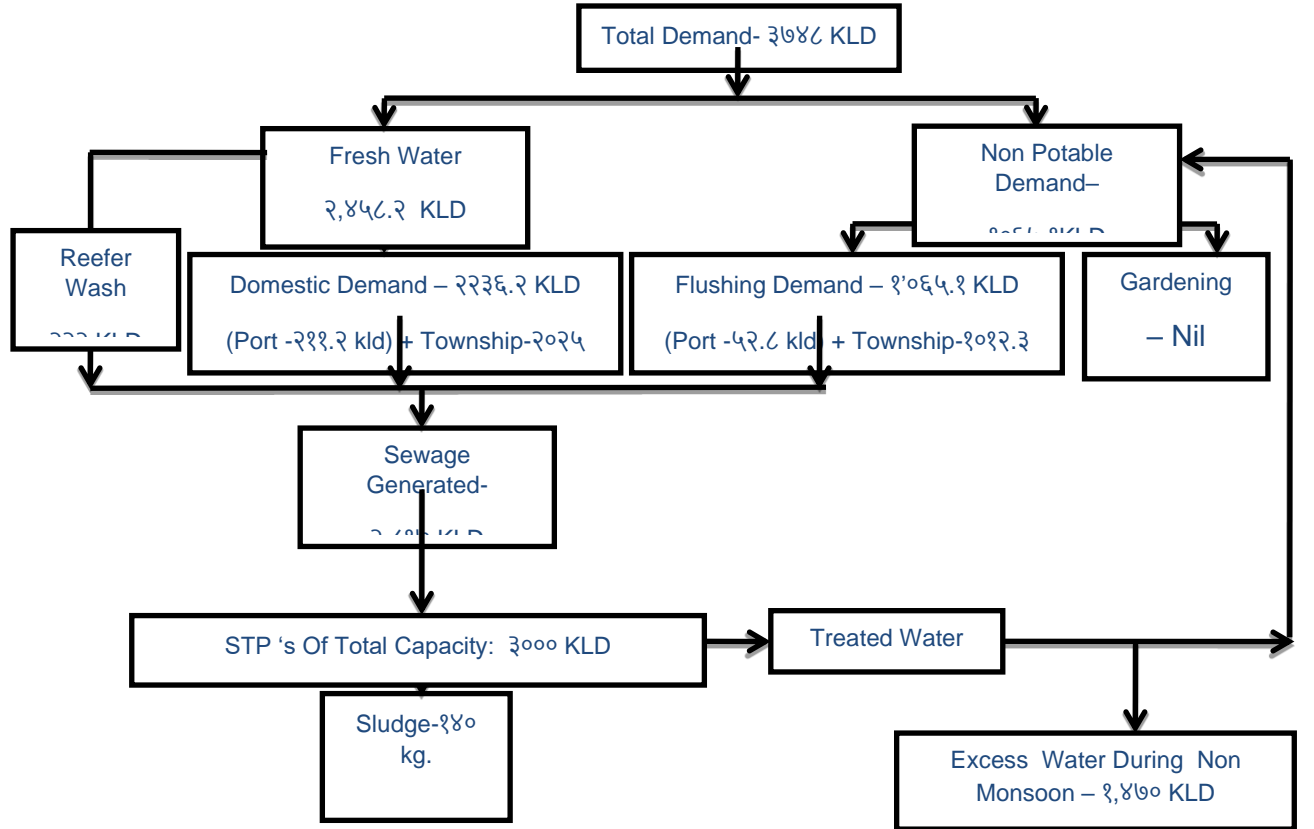 Total Demand- ३७४८ KLD
Fresh Water
२,४५८.२ KLD
Non Potable
Demand–
Reefer
Wash
Domestic Demand – २२३६.२ KLD
(Port -२११.२ kld) + Township-२०२५
Flushing Demand – १'०६५.१ KLD
(Port -५२.८ kld) + Township-१०१२.३
Gardening
– Nil
Sewage
Generated-
STP ‘s Of Total Capacity: ३००० KLD
Treated Water
Sludge-१४०
kg.
Excess Water During Non
Monsoon – १,४७० KLD